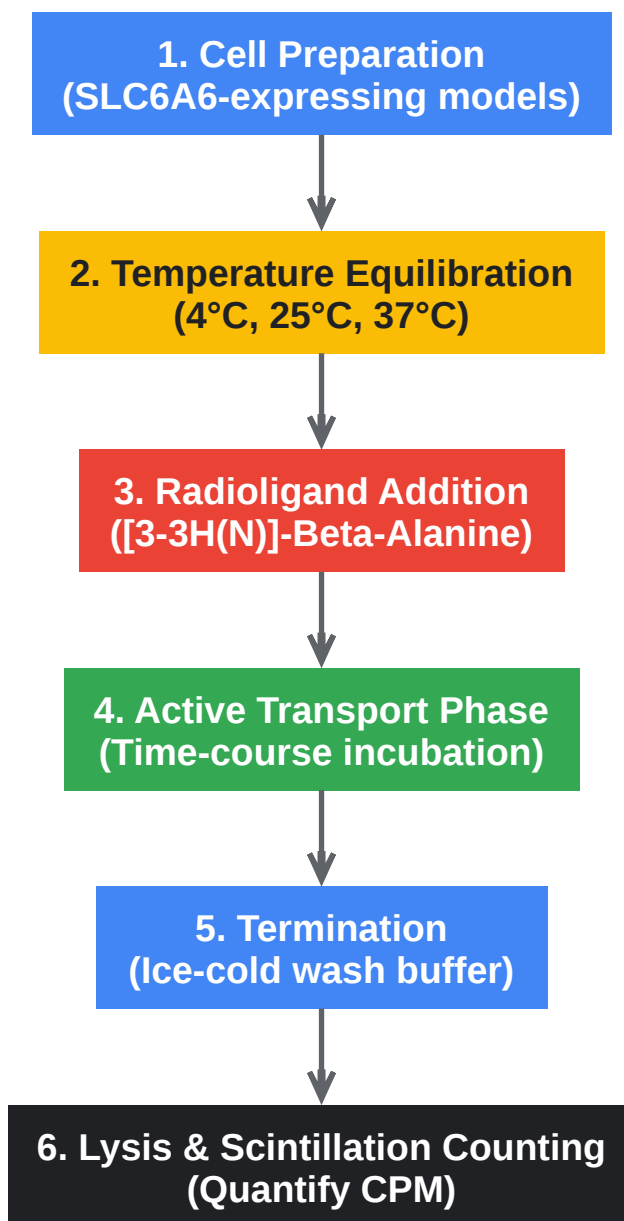 1. Cell Preparation
(SLC6A6-expressing models)
2. Temperature Equilibration
(4°C, 25°C, 37°C)
3. Radioligand Addition
([3-3H(N)]-Beta-Alanine)
4. Active Transport Phase
(Time-course incubation)
5. Termination
(Ice-cold wash buffer)
6. Lysis & Scintillation Counting
(Quantify CPM)